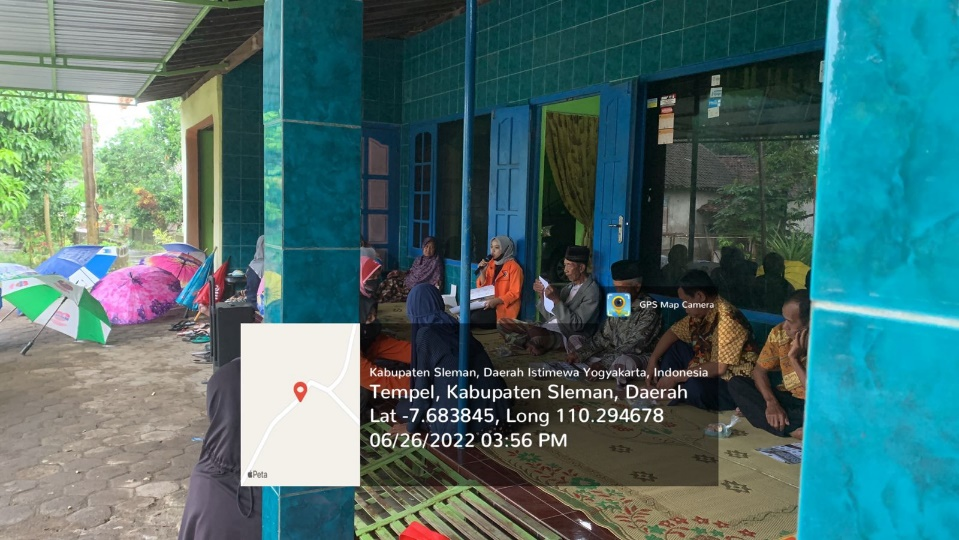 GPS Map Camera
Kabupaten Sleman, Daerah Istimewa Yogyakarta, Indonesia
Tempel, Kabupaten Sleman, Daerah
Lat -7.683845, Long 110.294678
06/26/2022 03:56 PM
Peta